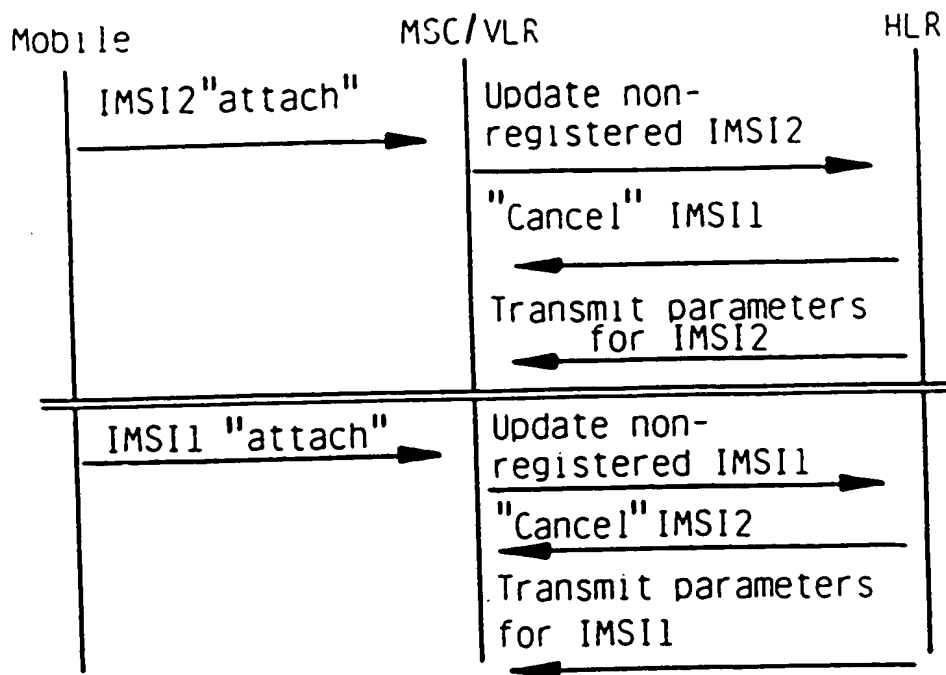 Mobile
MSC/VLR
HLR
IMSI2 "attach"
Update non-
registered IMSI2
"Cancel" IMSI1
Transmit parameters
for IMSI2
IMSI1 "attach"
Update non-
registered IMSI1
"Cancel" IMSI2
Transmit parameters
for IMSI1